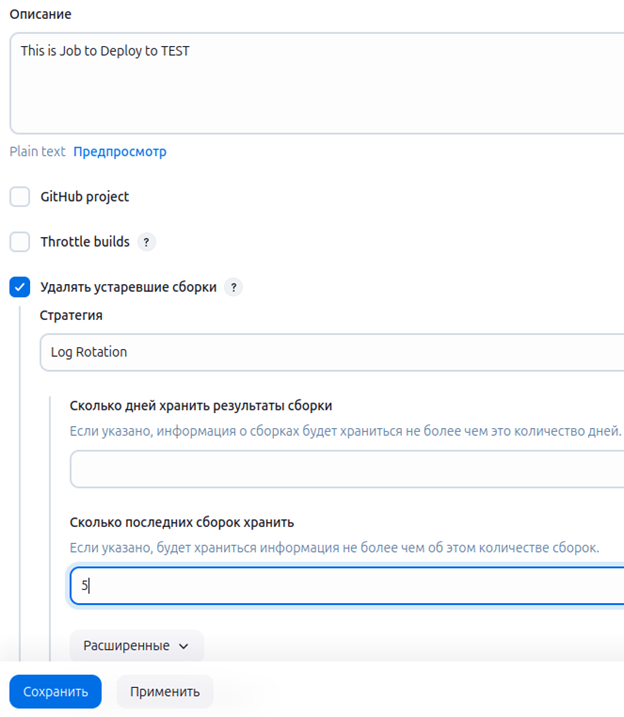 Описание
This is Job to Deploy to TEST
Plain text Предпросмотр
GitHub project
Throttle builds ?
Удалять устаревшие сборки ?
Стратегия
Log Rotation
Сколько дней хранить результаты сборки
Если указано, информация о сборках будет храниться не более чем это количество дней.
Сколько последних сборок хранить
Если указано, будет храниться информация не более чем об этом количестве сборок.
5
Расширенные
Сохранить Применить